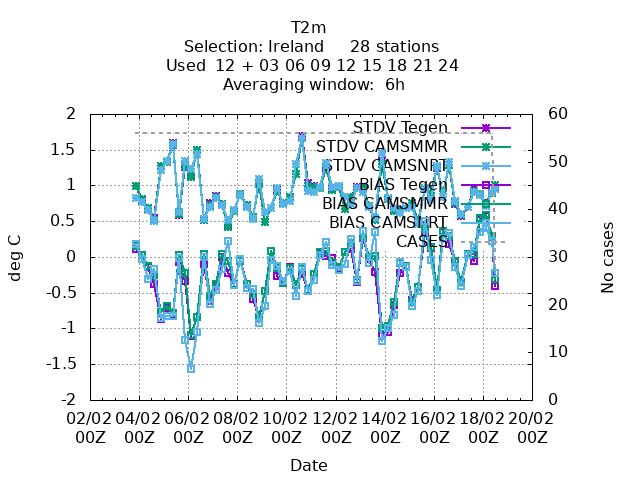 T2m
Selection: Ireland     28 stations
Used  12 + 03 06 09 12 15 18 21 24
Averaging window:  6h
2
1.5
1
0.5
0
-0.5
-1
-1.5
-2
60
50
40
30
20
10
0
deg C
No cases
STDV Tegen
STDV CAMSMMR
STDV CAMSNRT
BIAS Tegen
BIAS CAMSMMR
BIAS CAMSNRT
CASES
02/02 04/02 06/02 08/02 10/02 12/02 14/02 16/02 18/02 20/02
00Z 00Z 00Z 00Z 00Z 00Z 00Z 00Z 00Z 00Z
Date